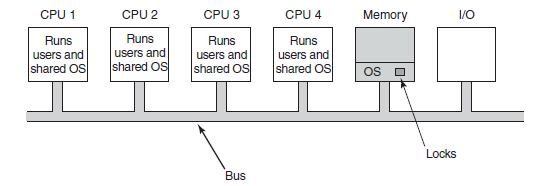 CPU 1
CPU 2
CPU 3
CPU 4
Memory
I/O
Runs
users and
shared OS
Runs
users and
shared OS
Runs
users and
shared OS
Runs
users and
shared OS
OS
Locks
Bus